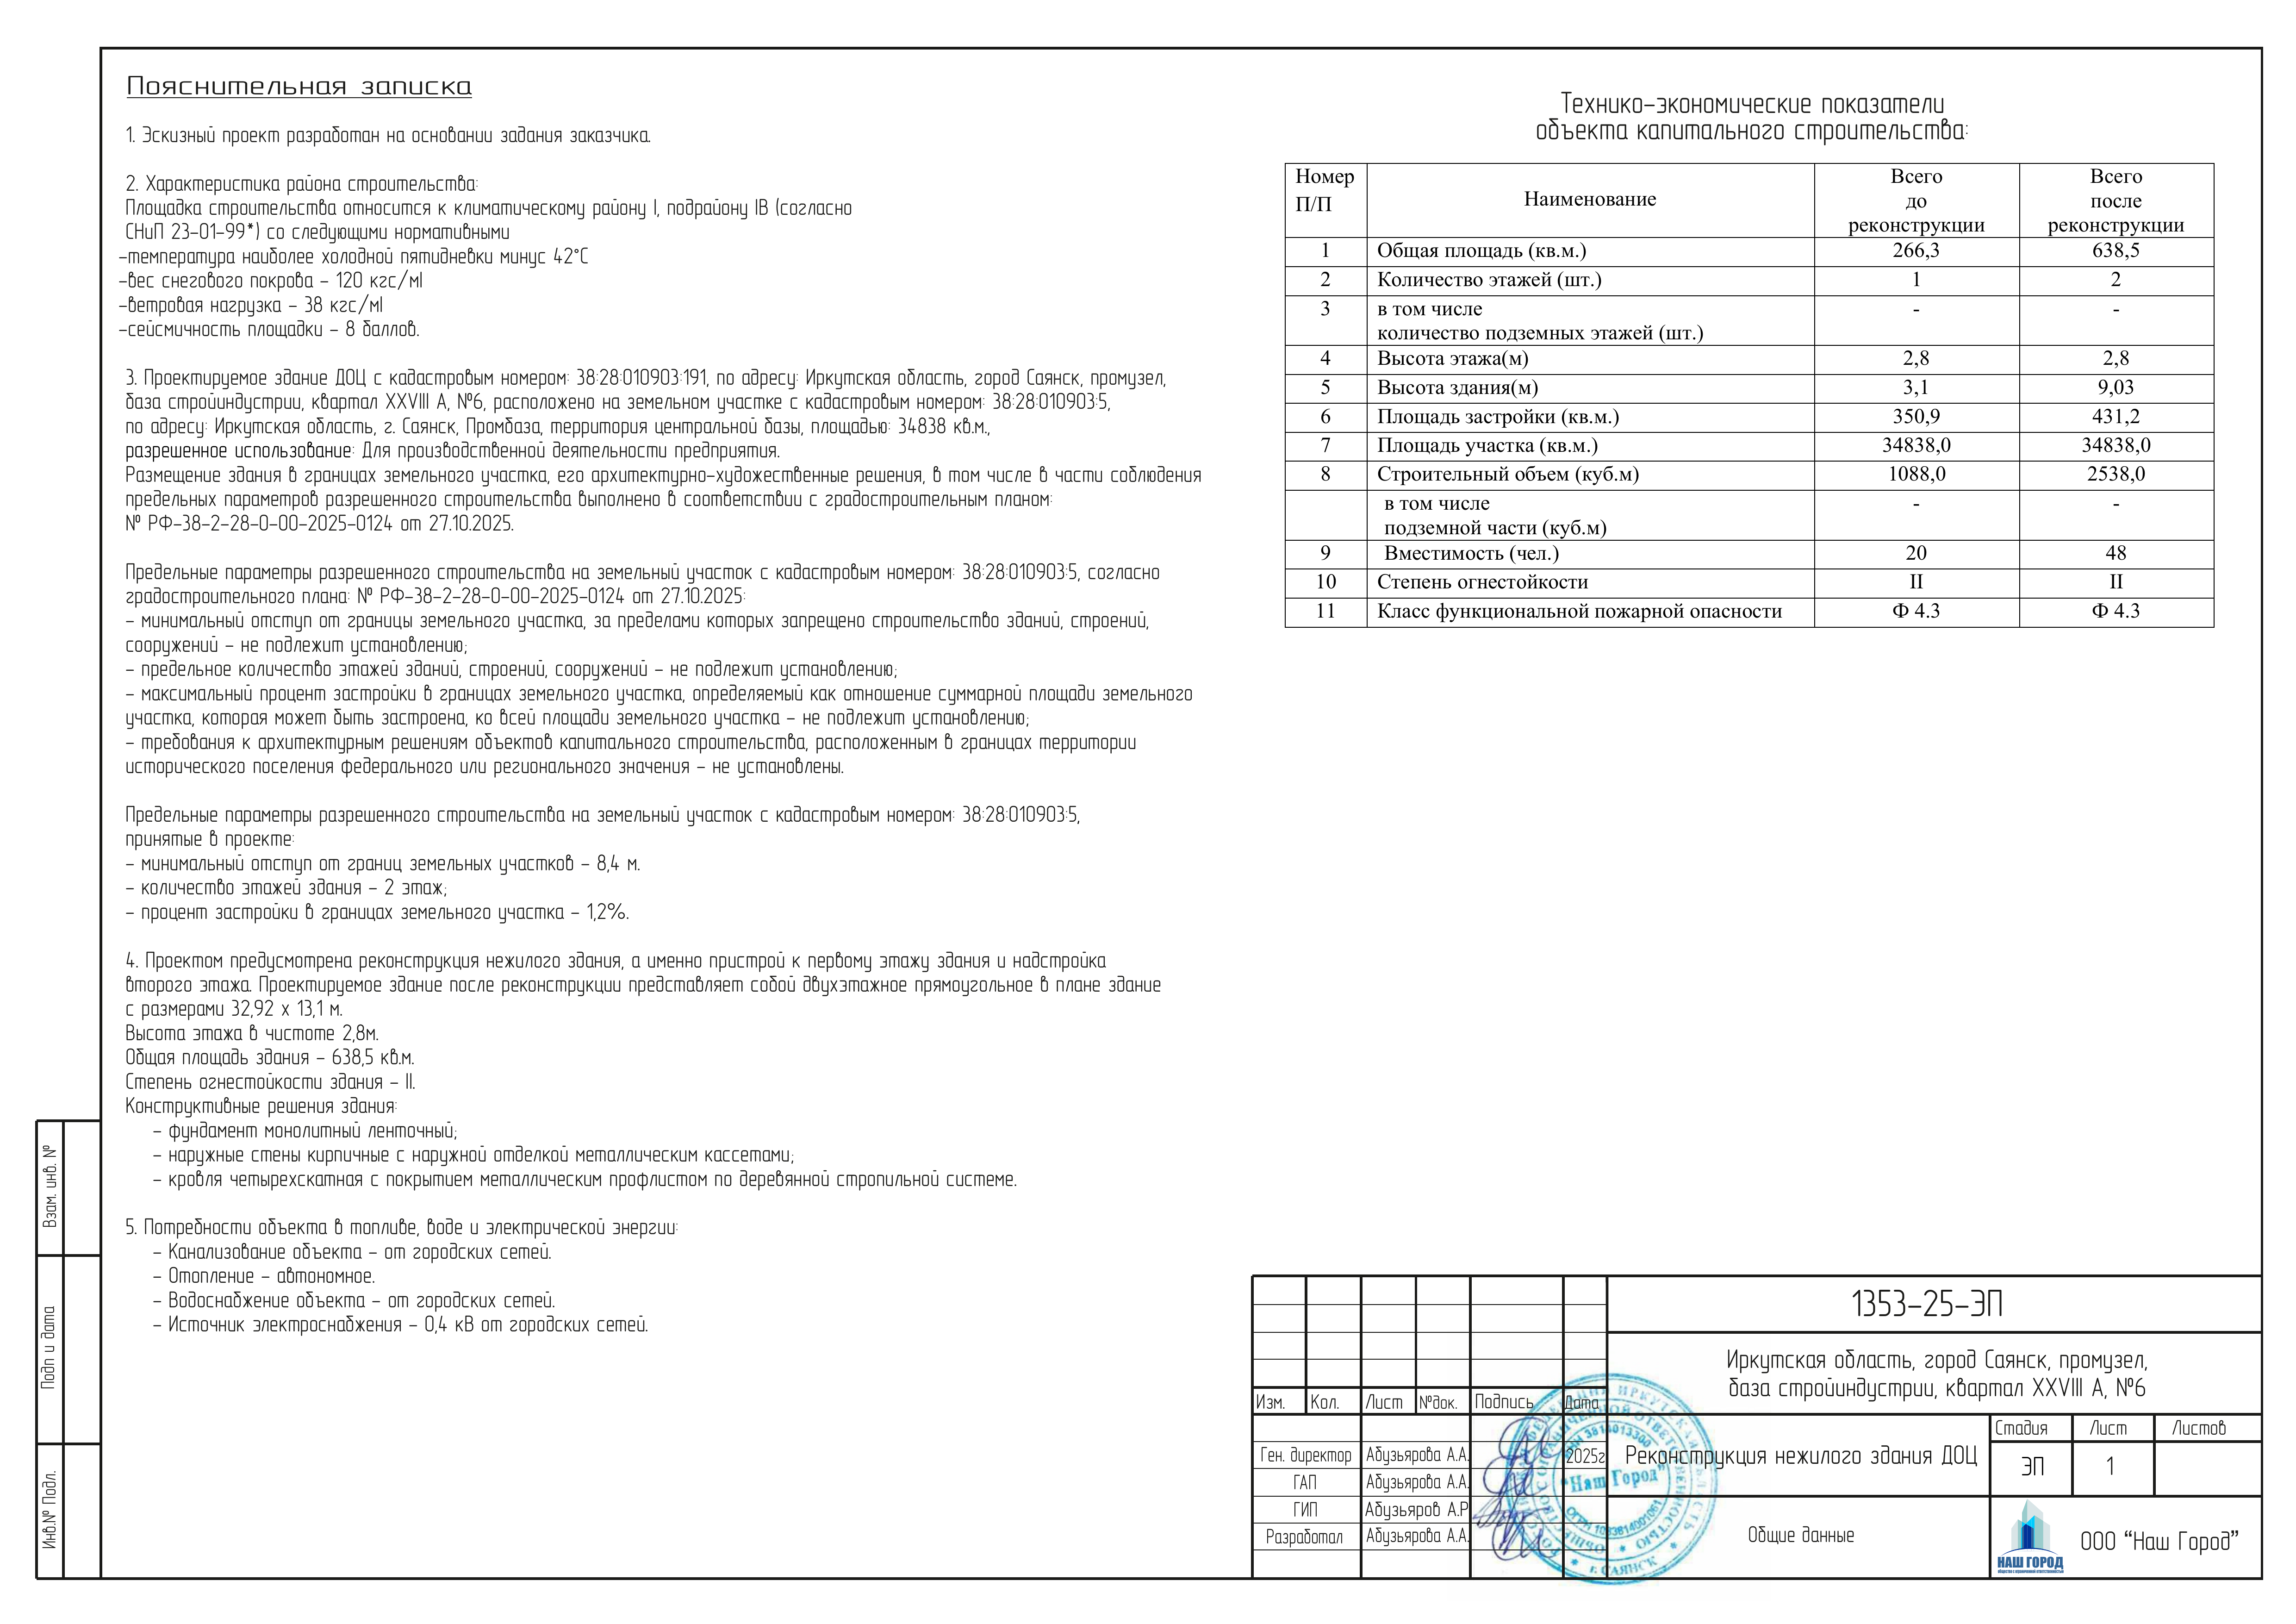 Пояснительная записка
1. Эскизный проект разработан на основании задания заказчика.
2. Характеристика района строительства:
Площадка строительства относится к климатическому району I, подрайону IВ (согласно
СНиП 23-01-99*) со следующими нормативными
-температура наиболее холодной пятидневки минус 42°С
-вес снегового покрова - 120 кгс/мI
-ветровая нагрузка - 38 кгс/мI
-сейсмичность площадки - 8 баллов.
3. Проектируемое здание ДОЦ с кадастровым номером: 38:28:010903:191, по адресу: Иркутская область, город Саянск, промузел,
база стройиндустрии, квартал XXVIII А, №6, расположено на земельном участке с кадастровым номером: 38:28:010903:5,
по адресу: Иркутская область, г. Саянск, Промбаза, территория центральной базы, площадью: 34838 кв.м.,
разрешенное использование: Для производственной деятельности предприятия.
Размещение здания в границах земельного участка, его архитектурно-художественные решения, в том числе в части соблюдения
предельных параметров разрешенного строительства выполнено в соответствии с градостроительным планом:
№ РФ-38-2-28-0-00-2025-0124 от 27.10.2025.
Предельные параметры разрешенного строительства на земельный участок с кадастровым номером: 38:28:010903:5, согласно
градостроительного плана: № РФ-38-2-28-0-00-2025-0124 от 27.10.2025:
- минимальный отступ от границы земельного участка, за пределами которых запрещено строительство зданий, строений,
сооружений - не подлежит установлению;
- предельное количество этажей зданий, строений, сооружений - не подлежит установлению;
- максимальный процент застройки в границах земельного участка, определяемый как отношение суммарной площади земельного
участка, которая может быть застроена, ко всей площади земельного участка - не подлежит установлению;
- требования к архитектурным решениям объектов капитального строительства, расположенным в границах территории
исторического поселения федерального или регионального значения - не установлены.
Предельные параметры разрешенного строительства на земельный участок с кадастровым номером: 38:28:010903:5,
принятые в проекте:
- минимальный отступ от границ земельных участков - 8,4 м.
- количество этажей здания - 2 этаж;
- процент застройки в границах земельного участка - 1,2%.
4. Проектом предусмотрена реконструкция нежилого здания, а именно пристрой к первому этажу здания и надстройка
второго этажа. Проектируемое здание после реконструкции представляет собой двухэтажное прямоугольное в плане здание
с размерами 32,92 х 13,1 м.
Высота этажа в чистоте 2,8м.
Общая площадь здания - 638,5 кв.м.
Степень огнестойкости здания - II.
Конструктивные решения здания:
- фундамент монолитный ленточный;
- наружные стены кирпичные с наружной отделкой металлическим кассетами;
- кровля четырехскатная с покрытием металлическим профлистом по деревянной стропильной системе.
5. Потребности объекта в топливе, воде и электрической энергии:
- Канализование объекта - от городских сетей.
- Отопление - автономное.
- Водоснабжение объекта - от городских сетей.
- Источник электроснабжения - 0,4 кВ от городских сетей.
Технико-экономические показатели
объекта капитального строительства:
Номер П/П Наименование Всего до реконструкции Всего после реконструкции
1 Общая площадь (кв.м.) 266,3 638,5
2 Количество этажей (шт.) 1 2
3 в том числе - -
количество подземных этажей (шт.)
4 Высота этажа(м) 2,8 2,8
5 Высота здания(м) 3,1 9,03
6 Площадь застройки (кв.м.) 350,9 431,2
7 Площадь участка (кв.м.) 34838,0 34838,0
8 Строительный объем (куб.м) 1088,0 2538,0
в том числе - -
подземной части (куб.м)
9 Вместимость (чел.) 20 48
10 Степень огнестойкости II II
11 Класс функциональной пожарной опасности Ф 4.3 Ф 4.3
Взам. инв. №
Подп и дата
Инв.№ Подл.
1353-25-ЭП
Иркутская область, город Саянск, промузел,
база стройиндустрии, квартал XXVIII А, №6
Изм. Кол. Лист №док. Подпись Дата
Ген. директор Абузьярова А.А. 2025г
ГАП Абузьярова А.А.
ГИП Абузьяров А.Р
Разработал Абузьярова А.А.
Реконструкция нежилого здания ДОЦ
Стадия Лист Листов
ЭП 1
Общие данные
НАШ ГОРОД
ООО "Наш Город"
"Наш Город"
г. САЯНСК